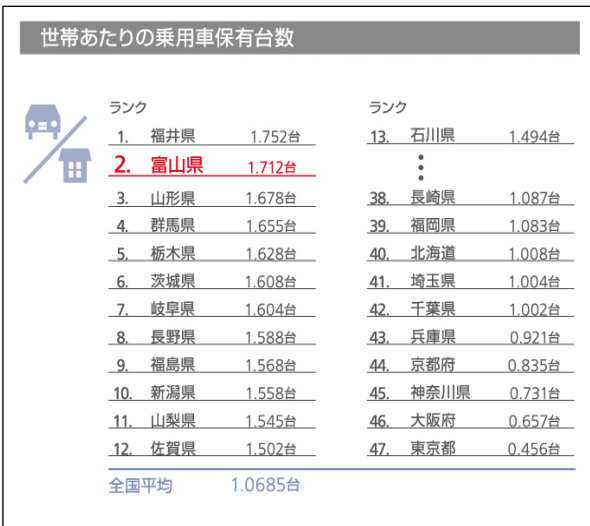 世帯あたりの乗用車保有台数
ランク
1. 福井県 1.752台
2. 富山県 1.712台
3. 山形県 1.678台
4. 群馬県 1.655台
5. 栃木県 1.628台
6. 茨城県 1.608台
7. 岐阜県 1.604台
8. 長野県 1.588台
9. 福島県 1.568台
10. 新潟県 1.558台
11. 山梨県 1.545台
12. 佐賀県 1.502台
ランク
13. 石川県 1.494台
38. 長崎県 1.087台
39. 福岡県 1.083台
40. 北海道 1.008台
41. 埼玉県 1.004台
42. 千葉県 1.002台
43. 兵庫県 0.921台
44. 京都府 0.835台
45. 神奈川県 0.731台
46. 大阪府 0.657台
47. 東京都 0.456台
全国平均 1.0685台